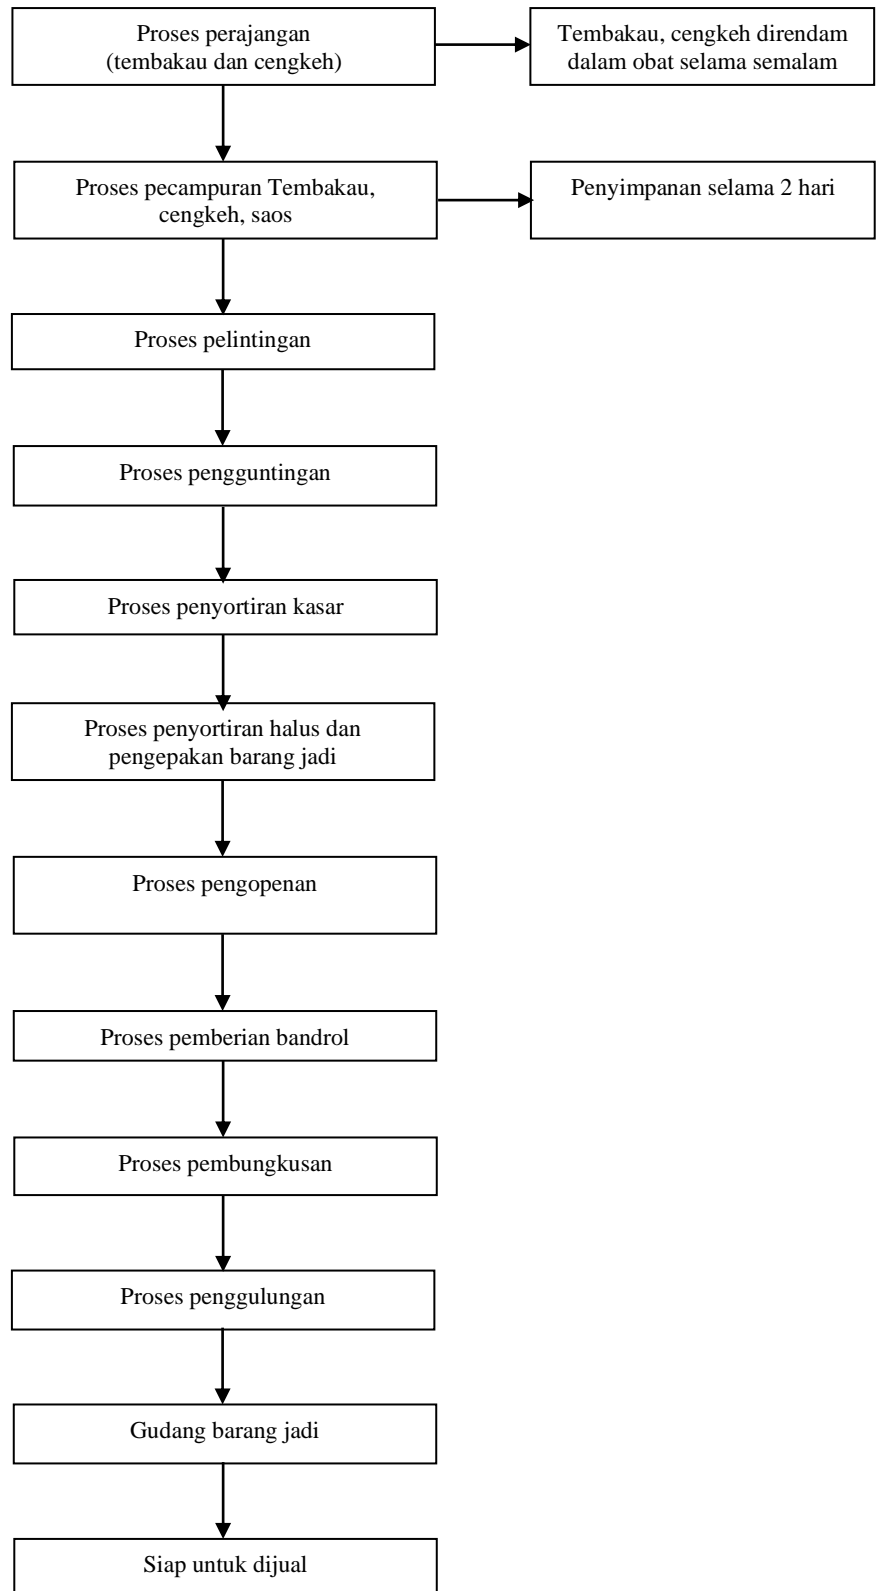 Proses perajangan
(tembakau dan cengkeh)
Tembakau, cengkeh direndam
dalam obat selama semalam
Proses pecampuran Tembakau,
cengkeh, saos
Penyimpanan selama 2 hari
Proses pelintingan
Proses pengguntingan
Proses penyortiran kasar
Proses penyortiran halus dan
pengepakan barang jadi
Proses pengopenan
Proses pemberian bandrol
Proses pembungkusan
Proses penggulungan
Gudang barang jadi
Siap untuk dijual